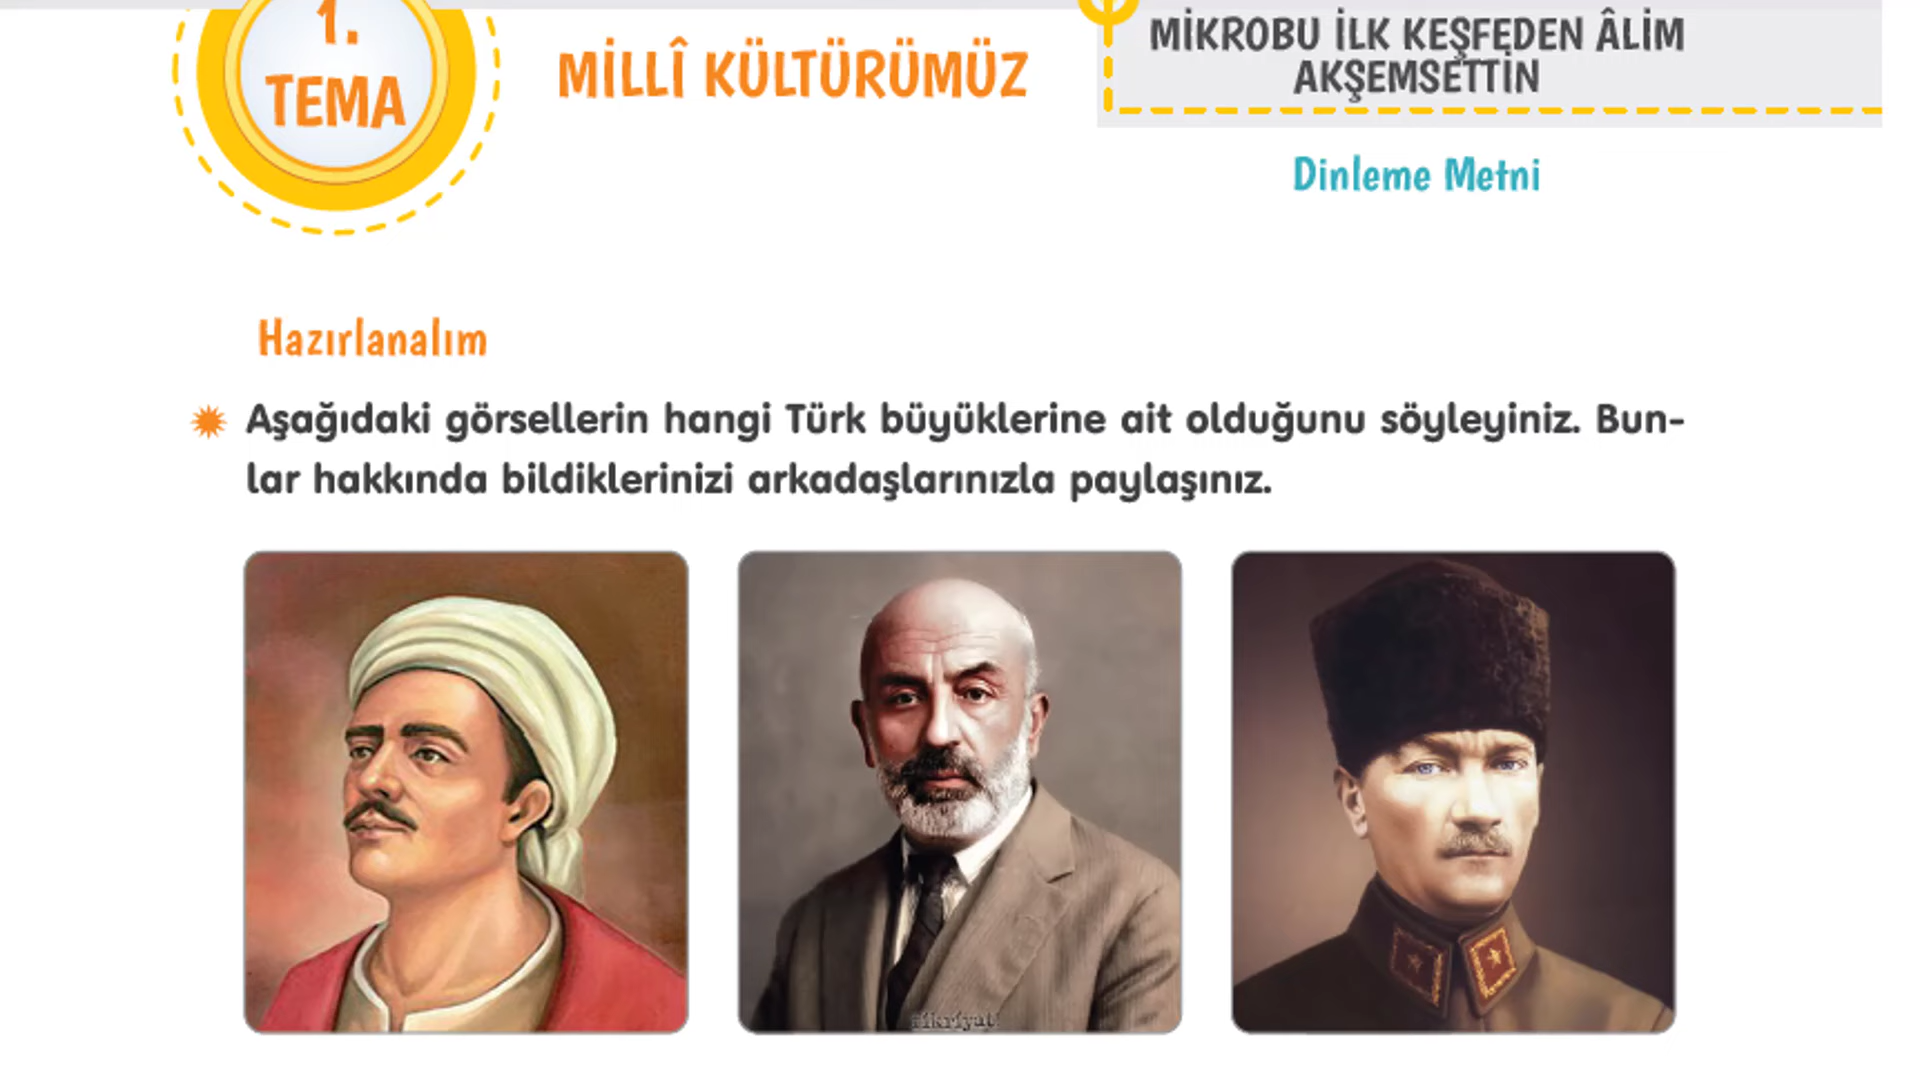 1.
TEMA
MİLLÎ KÜLTÜRÜMÜZ
MİKROBU İLK KEŞFEDEN ÂLİM
AKŞEMSETTİN
Dinleme Metni
Hazırlanalım
Aşağıdaki görsellerin hangi Türk büyüklerine ait olduğunu söyleyiniz. Bun-
lar hakkında bildiklerinizi arkadaşlarınızla paylaşınız.
fikriyat